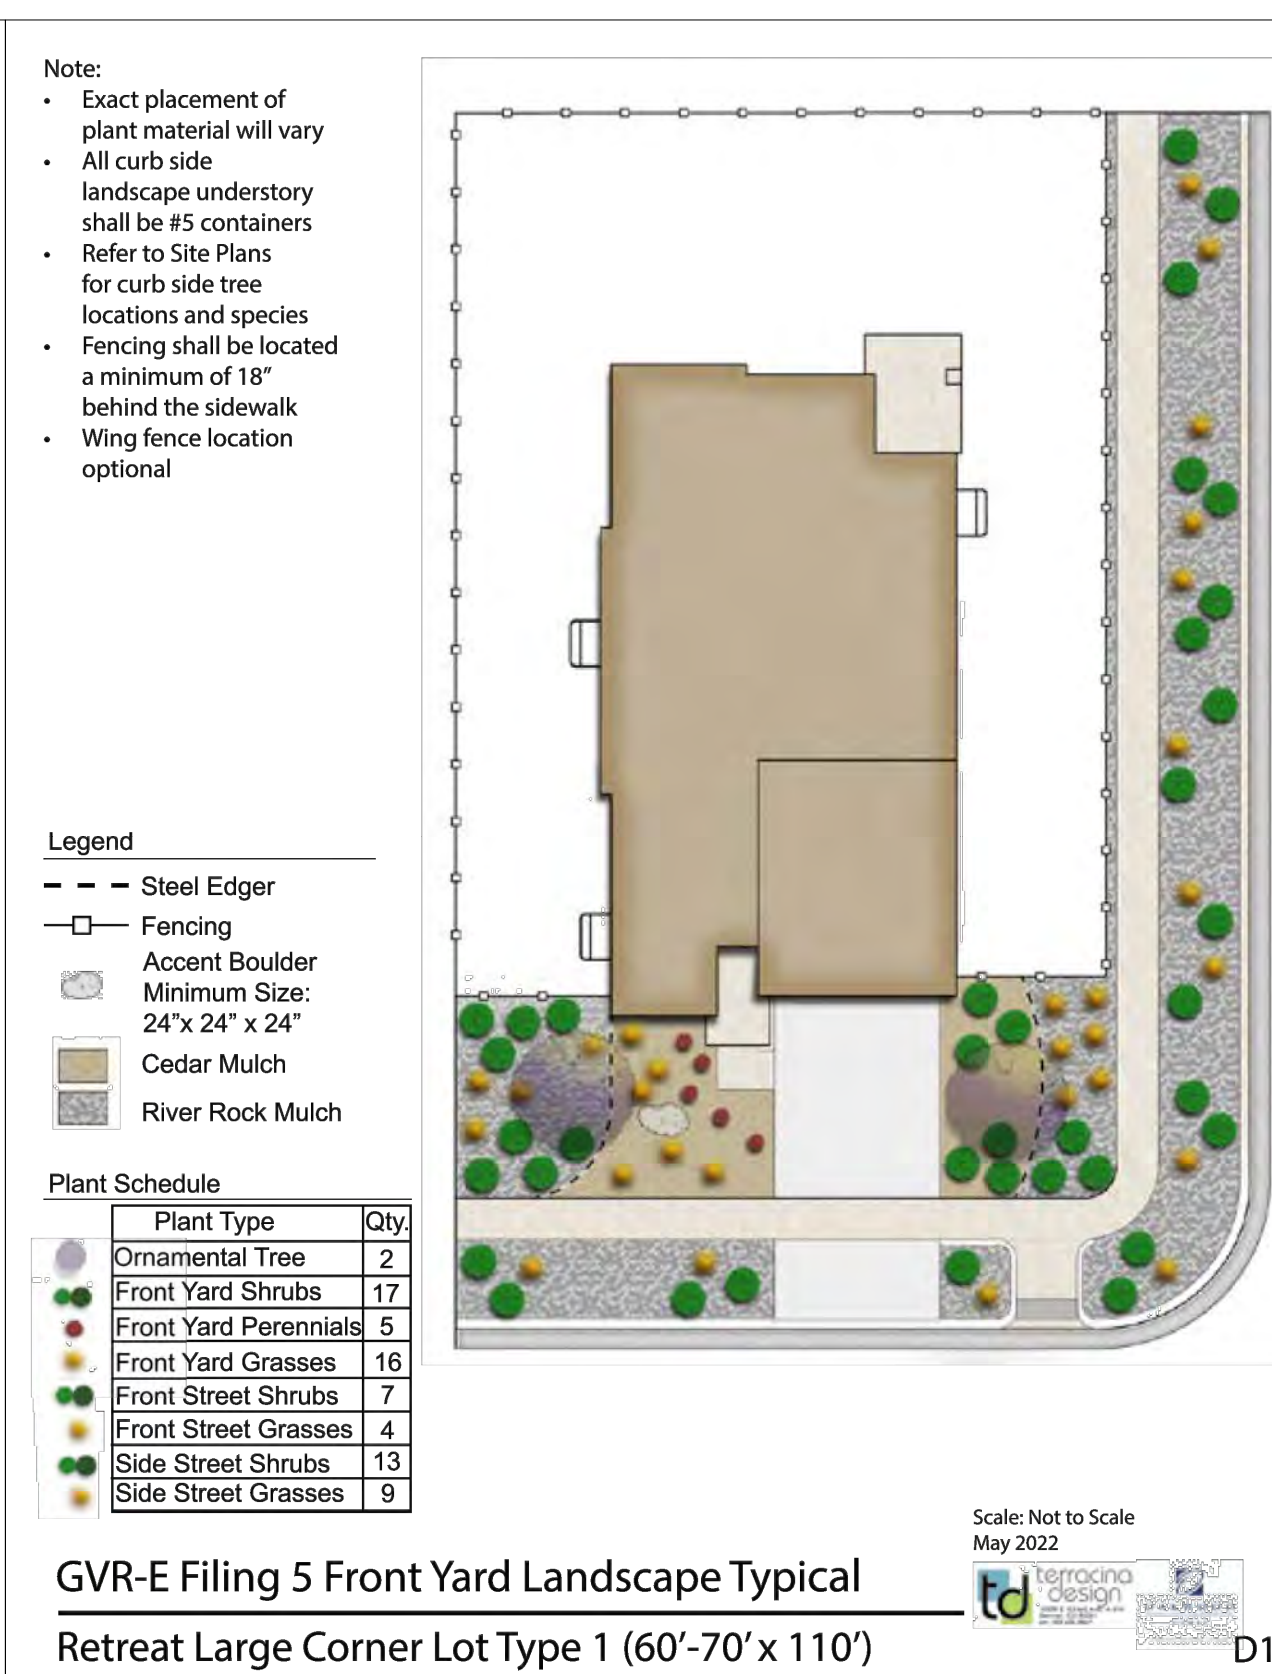 Note:
• Exact placement of
plant material will vary
• All curb side
landscape understory
shall be #5 containers
• Refer to Site Plans
for curb side tree
locations and species
• Fencing shall be located
a minimum of 18”
behind the sidewalk
• Wing fence location
optional
Legend
Steel Edger
Fencing
Accent Boulder
Minimum Size:
24”x 24” x 24”
Cedar Mulch
River Rock Mulch
Plant Schedule
Plant Type Qty.
Ornamental Tree 2
Front Yard Shrubs 17
Front Yard Perennials 5
Front Yard Grasses 16
Front Street Shrubs 7
Front Street Grasses 4
Side Street Shrubs 13
Side Street Grasses 9
Scale: Not to Scale
May 2022
td terracina
design
GVR-E Filing 5 Front Yard Landscape Typical
Retreat Large Corner Lot Type 1 (60’-70’ x 110’)
D1